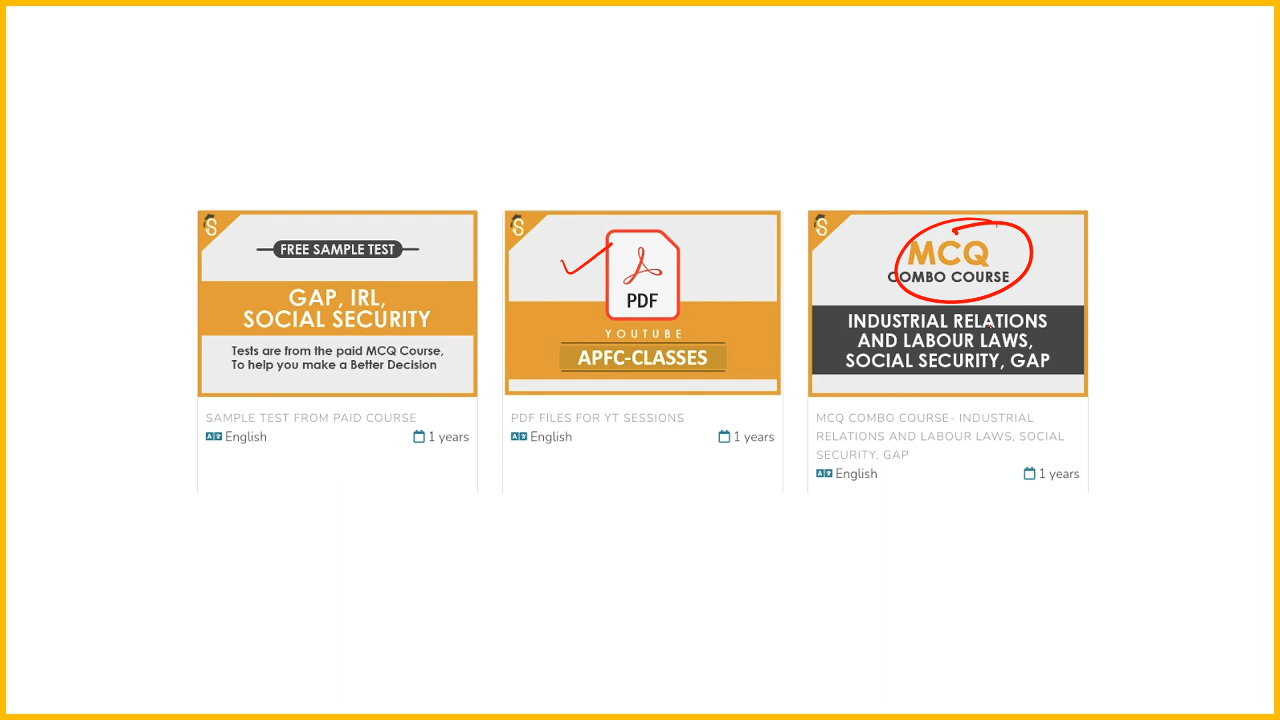 FREE SAMPLE TEST
GAP, IRL,
SOCIAL SECURITY
Tests are from the paid MCQ Course,
To help you make a Better Decision
SAMPLE TEST FROM PAID COURSE
English
1 years
PDF
YOUTUBE
APFC-CLASSES
PDF FILES FOR YT SESSIONS
English
1 years
MCQ
COMBO COURSE
INDUSTRIAL RELATIONS
AND LABOUR LAWS,
SOCIAL SECURITY, GAP
MCQ COMBO COURSE- INDUSTRIAL
RELATIONS AND LABOUR LAWS, SOCIAL
SECURITY, GAP
English
1 years